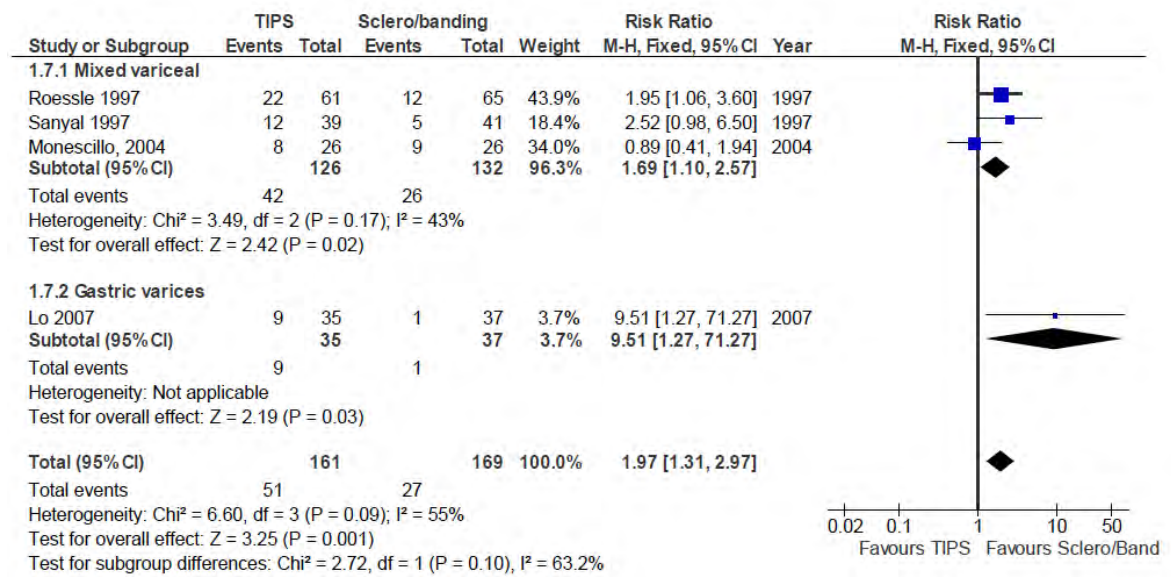 TIPS Sclero/banding Risk Ratio Risk Ratio
Study or Subgroup Events Total Events Total Weight M-H, Fixed, 95% CI Year M-H, Fixed, 95% CI
1.7.1 Mixed variceal
Roessle 1997 22 61 12 65 43.9% 1.95 [1.06, 3.60] 1997
Sanyal 1997 12 39 5 41 18.4% 2.52 [0.98, 6.50] 1997
Monescillo, 2004 8 26 9 26 34.0% 0.89 [0.41, 1.94] 2004
Subtotal (95% CI) 126 132 96.3% 1.69 [1.10, 2.57]
Total events 42 26
Heterogeneity: Chi² = 3.49, df = 2 (P = 0.17); I² = 43%
Test for overall effect: Z = 2.42 (P = 0.02)
1.7.2 Gastric varices
Lo 2007 9 35 1 37 3.7% 9.51 [1.27, 71.27] 2007
Subtotal (95% CI) 35 37 3.7% 9.51 [1.27, 71.27]
Total events 9 1
Heterogeneity: Not applicable
Test for overall effect: Z = 2.19 (P = 0.03)
Total (95% CI) 161 169 100.0% 1.97 [1.31, 2.97]
Total events 51 27
Heterogeneity: Chi² = 6.60, df = 3 (P = 0.09); I² = 55%
Test for overall effect: Z = 3.25 (P = 0.001)
Test for subgroup differences: Chi² = 2.72, df = 1 (P = 0.10), I² = 63.2%
0.02 0.1 1 10 50
Favours TIPS Favours Sclero/Band